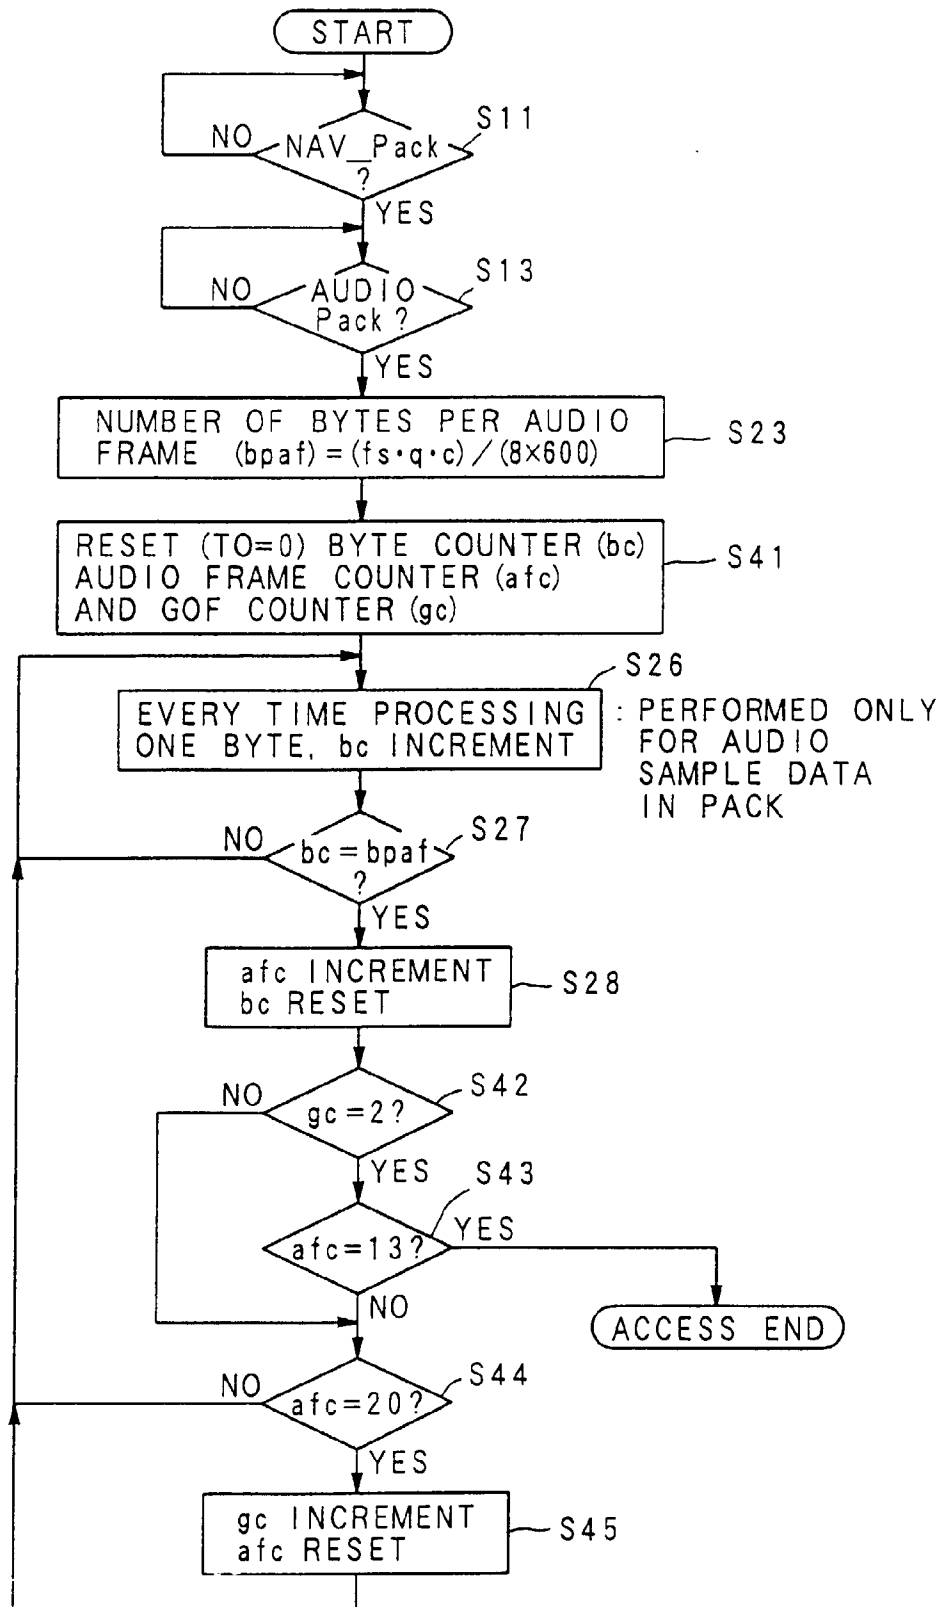 START
NO
NAV_Pack
?
S11
YES
NO
AUDIO
Pack?
S13
YES
NUMBER OF BYTES PER AUDIO
FRAME (bpaf)=(fs·q·c)/(8×600)
S23
RESET (TO=0) BYTE COUNTER (bc)
AUDIO FRAME COUNTER (afc)
AND GOF COUNTER (gc)
S41
EVERY TIME PROCESSING
ONE BYTE, bc INCREMENT
S26
: PERFORMED ONLY
FOR AUDIO
SAMPLE DATA
IN PACK
NO
bc=bpaf
?
S27
YES
afc INCREMENT
bc RESET
S28
NO
gc=2?
S42
YES
afc=13?
S43
YES
NO
ACCESS END
NO
afc=20?
S44
YES
gc INCREMENT
afc RESET
S45